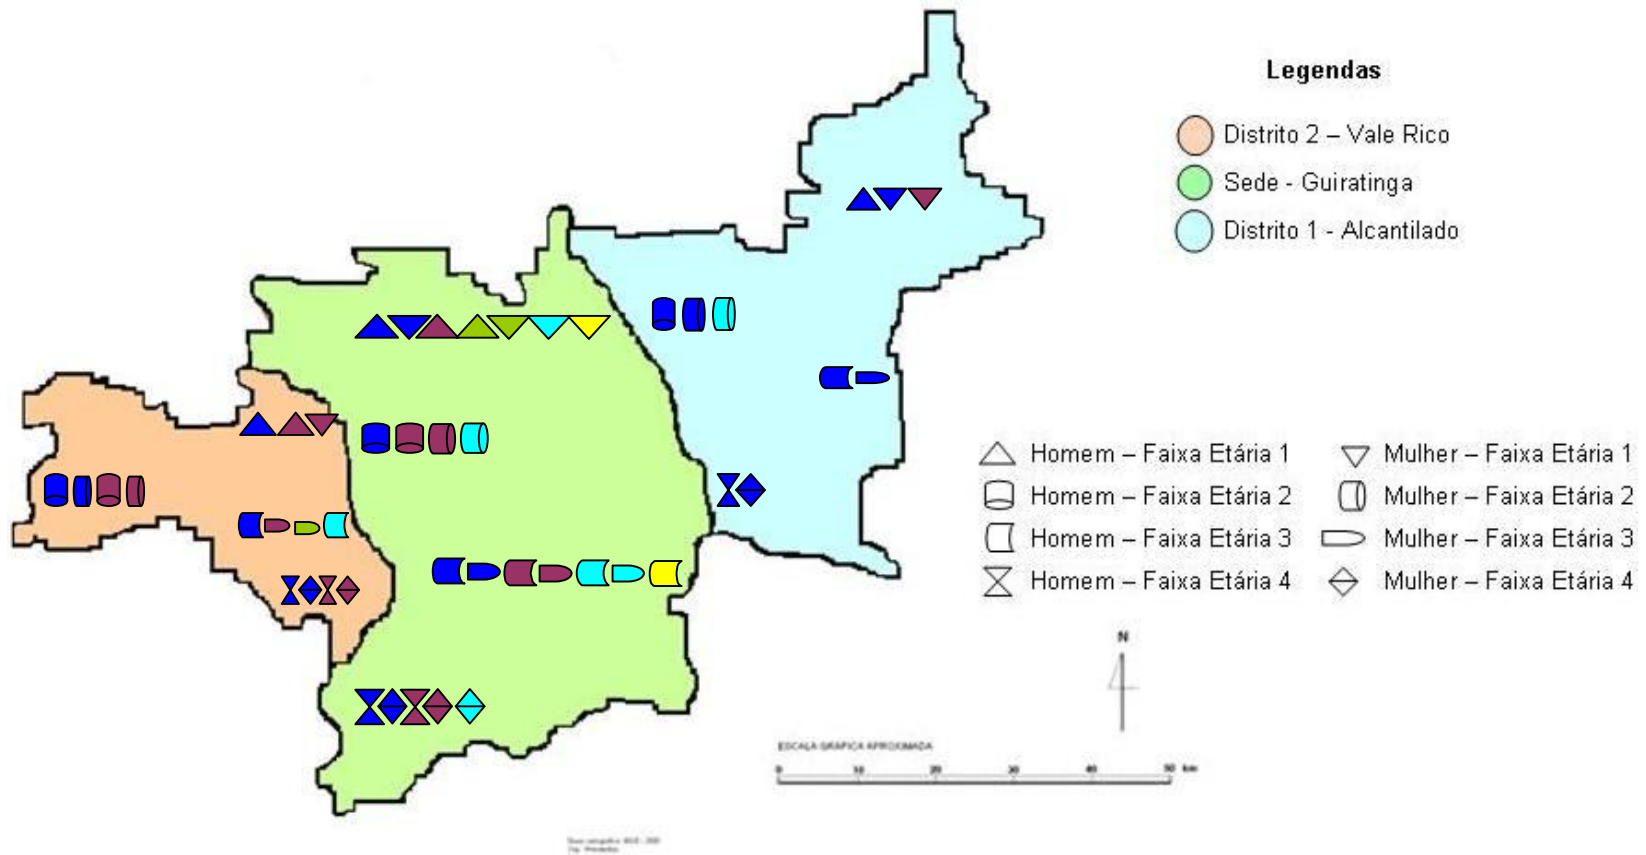 Legendas
Distrito 2 – Vale Rico
Sede - Guiratinga
Distrito 1 - Alcantilado
Homem – Faixa Etária 1
Mulher – Faixa Etária 1
Homem – Faixa Etária 2
Mulher – Faixa Etária 2
Homem – Faixa Etária 3
Mulher – Faixa Etária 3
Homem – Faixa Etária 4
Mulher – Faixa Etária 4
N
ESCALA GRÁFICA APROXIMADA
0 10 20 30 40 50 km